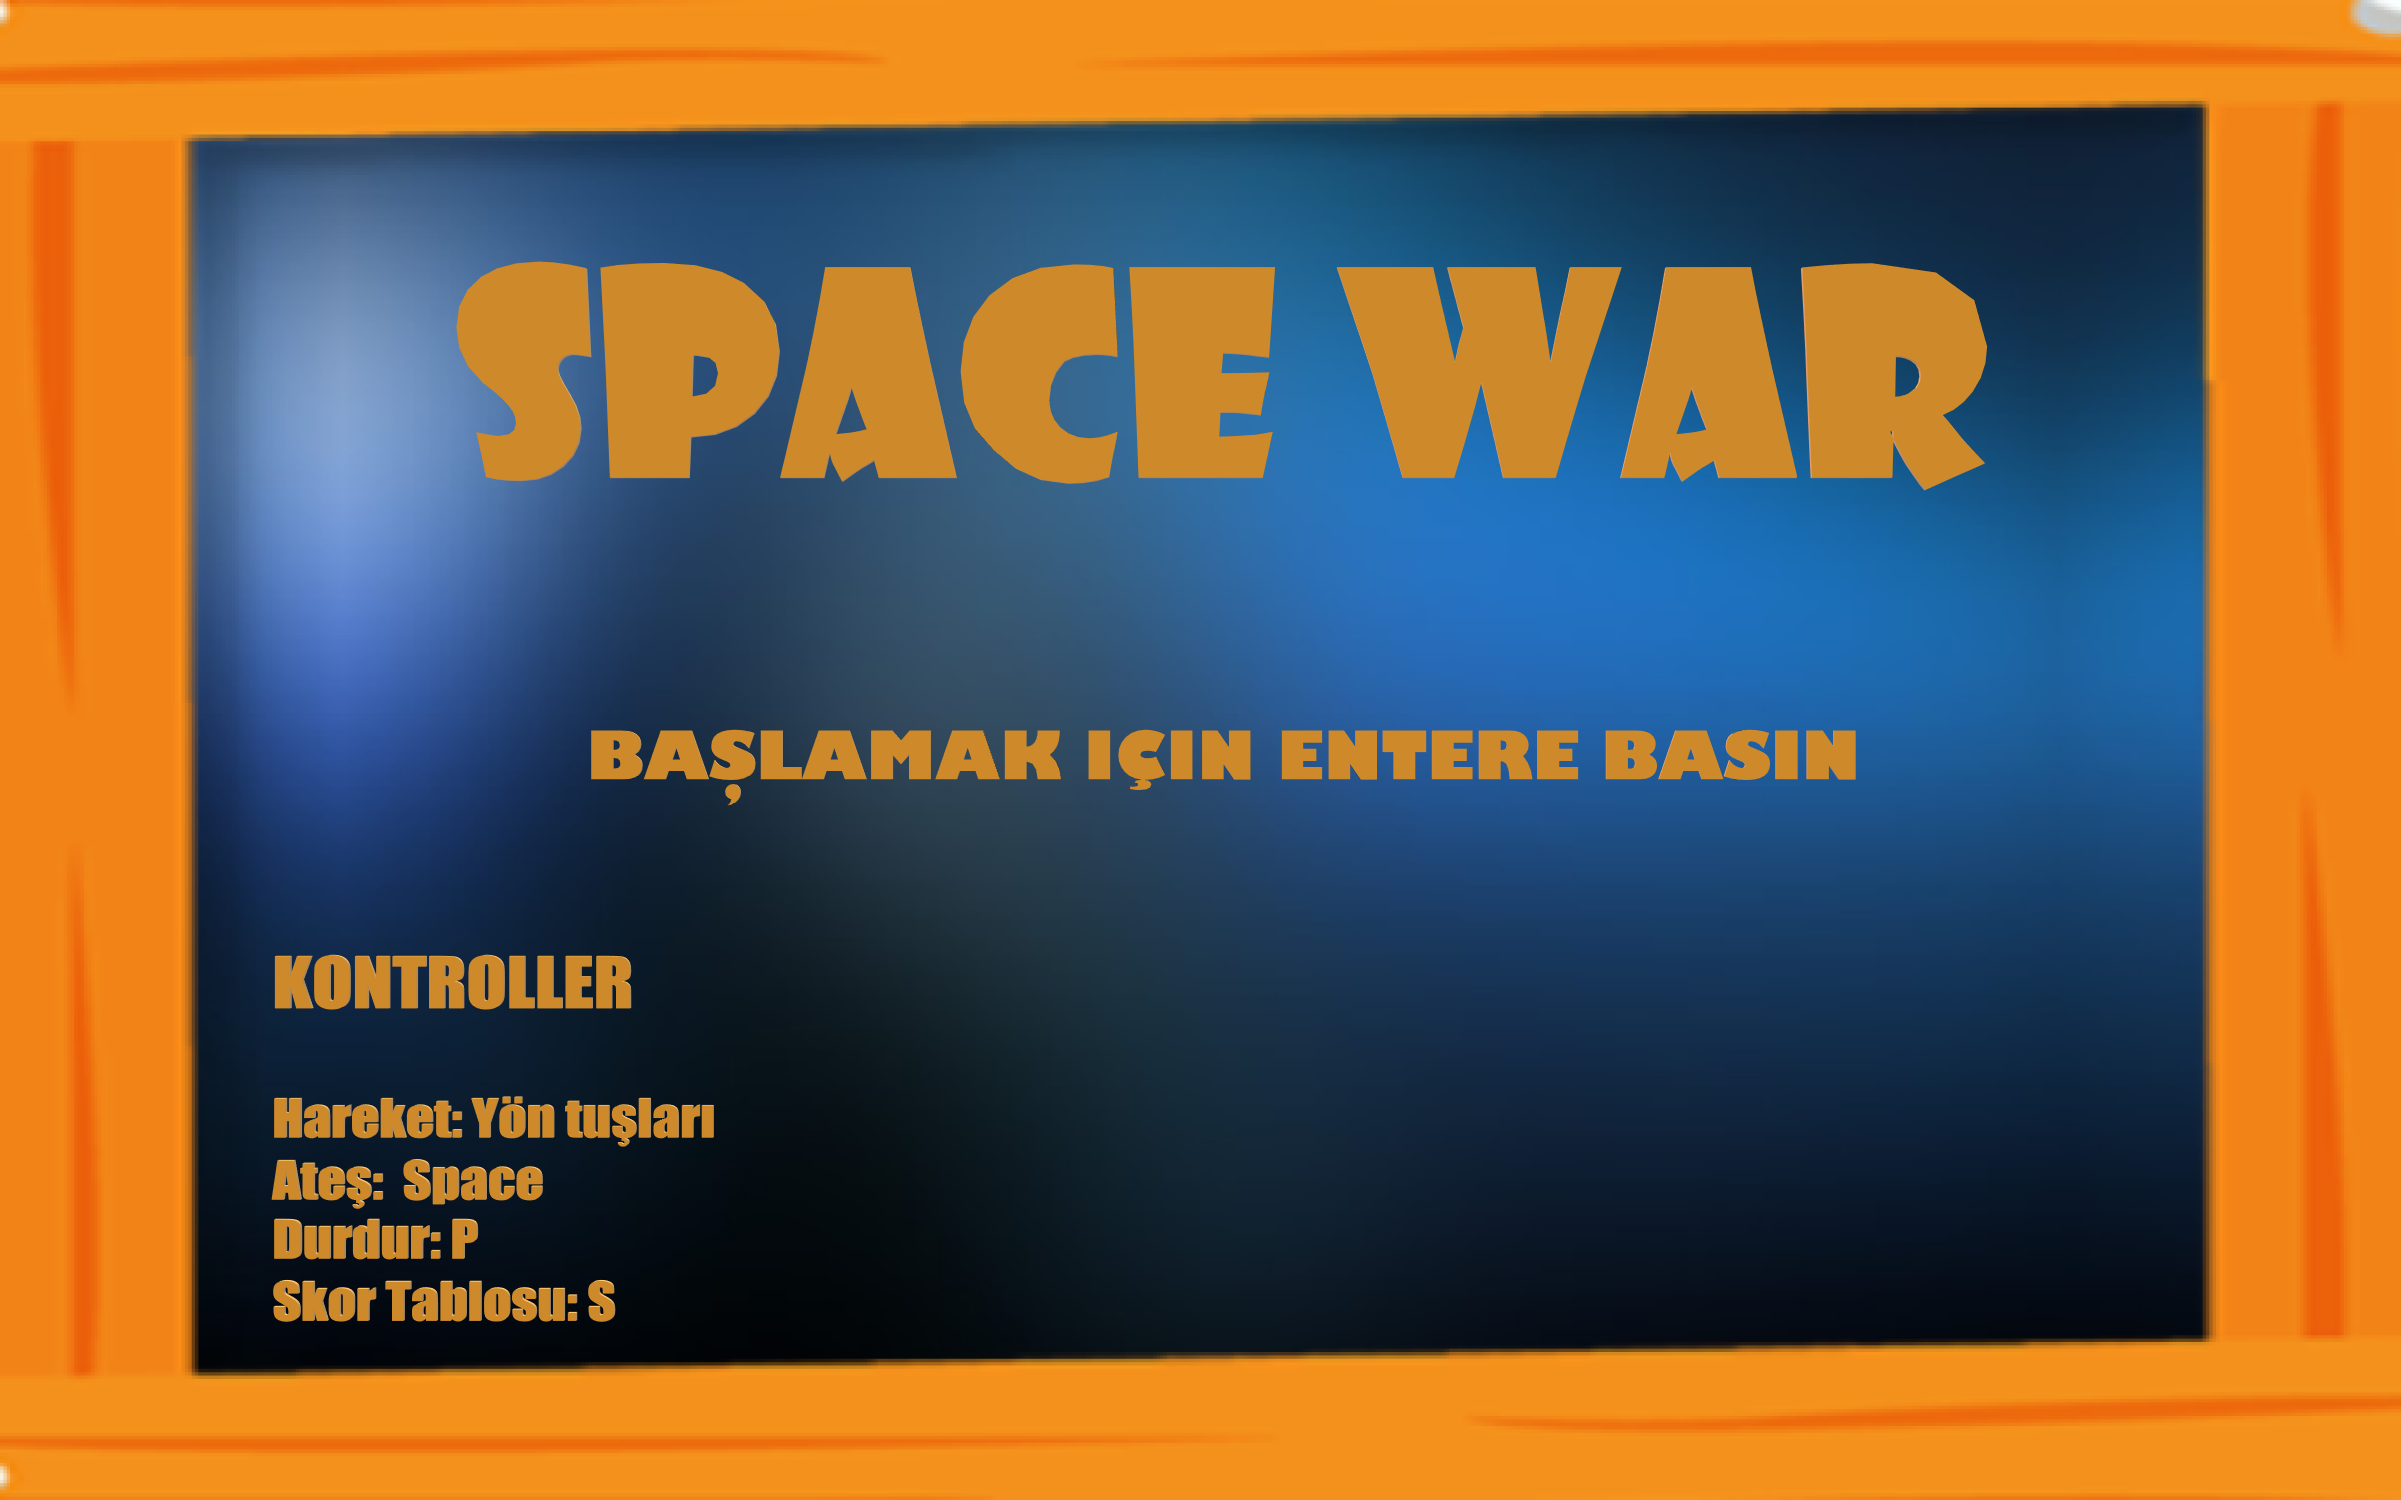 SPACE WAR
BAŞLAMAK IÇIN ENTERE BASIN
KONTROLLER
Hareket: Yön tuşları
Ateş: Space
Durdur: P
Skor Tablosu: S